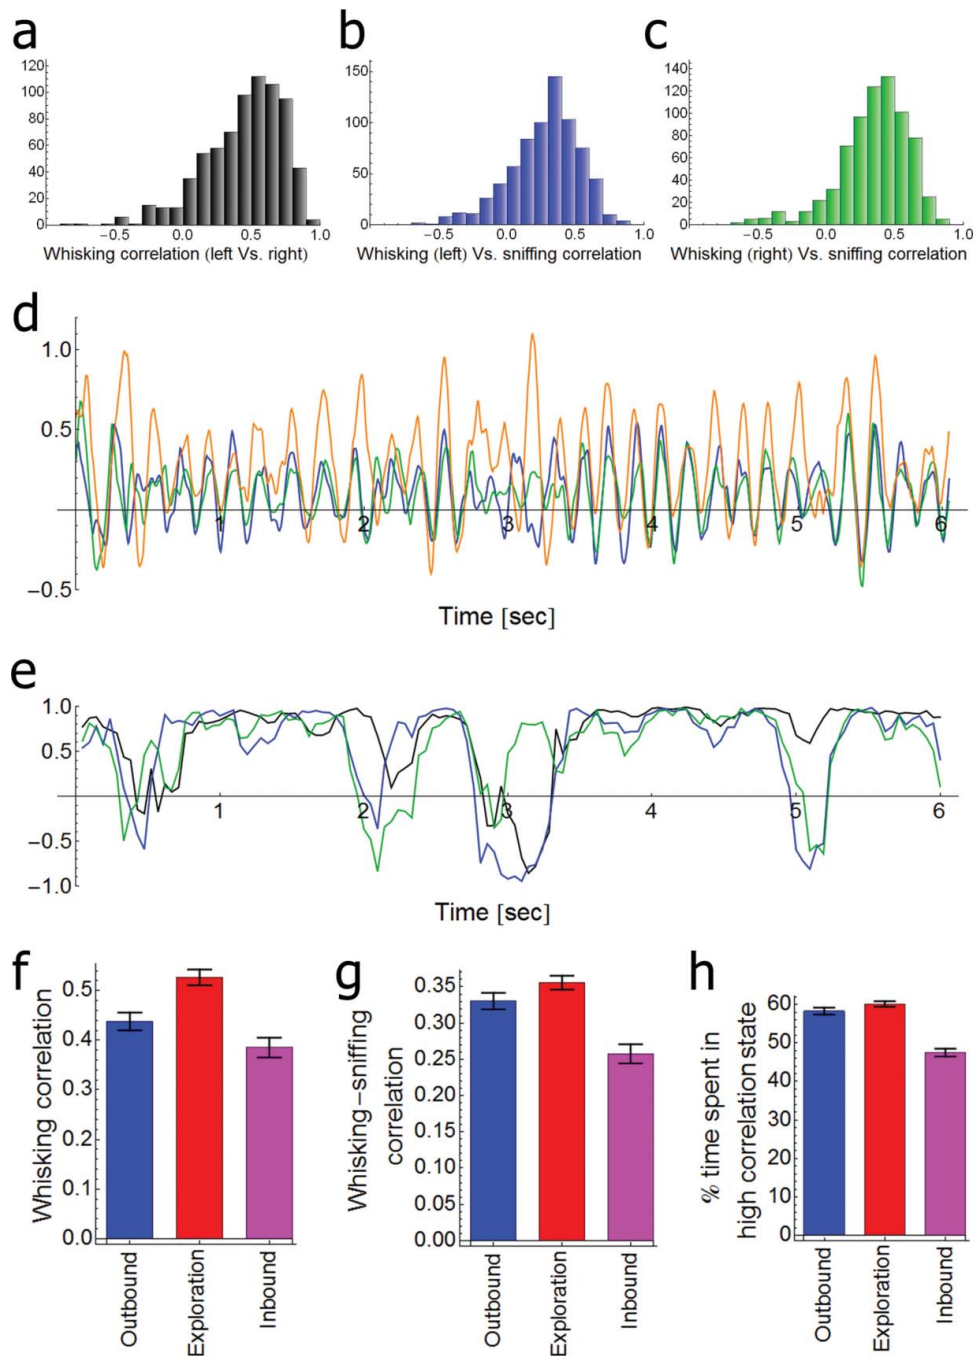 a
b
c
120
100
80
60
40
20
0
−0.5 0.0 0.5 1.0
Whisking correlation (left Vs. right)
150
100
50
0
−0.5 0.0 0.5 1.0
Whisking (left) Vs. sniffing correlation
140
120
100
80
60
40
20
0
−0.5 0.0 0.5 1.0
Whisking (right) Vs. sniffing correlation
d
1.0
0.5
−0.5
1 2 3 4 5 6
Time [sec]
e
1.0
0.5
−0.5
−1.0
1 2 3 4 5 6
Time [sec]
f
Whisking correlation
0.5
0.4
0.3
0.2
0.1
0.0
Outbound
Exploration
Inbound
g
Whisking−sniffing
correlation
0.35
0.30
0.25
0.20
0.15
0.10
0.05
0.00
Outbound
Exploration
Inbound
h
% time spent in
high correlation state
60
50
40
30
20
10
0
Outbound
Exploration
Inbound